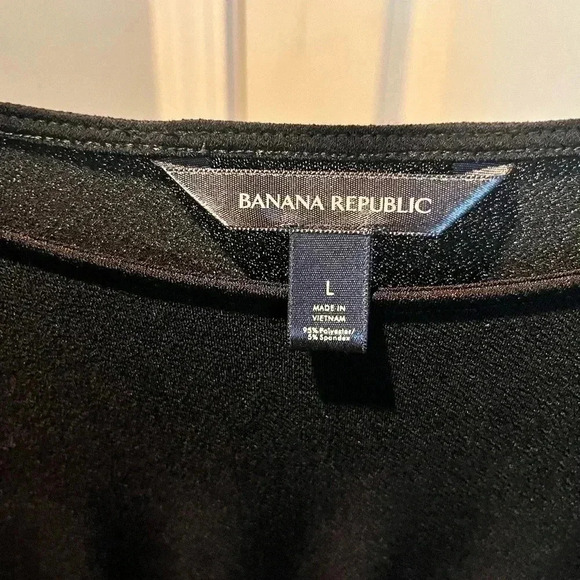 BANANA REPUBLIC
L
MADE IN
VIETNAM
95% Polyester/
5% Spandex